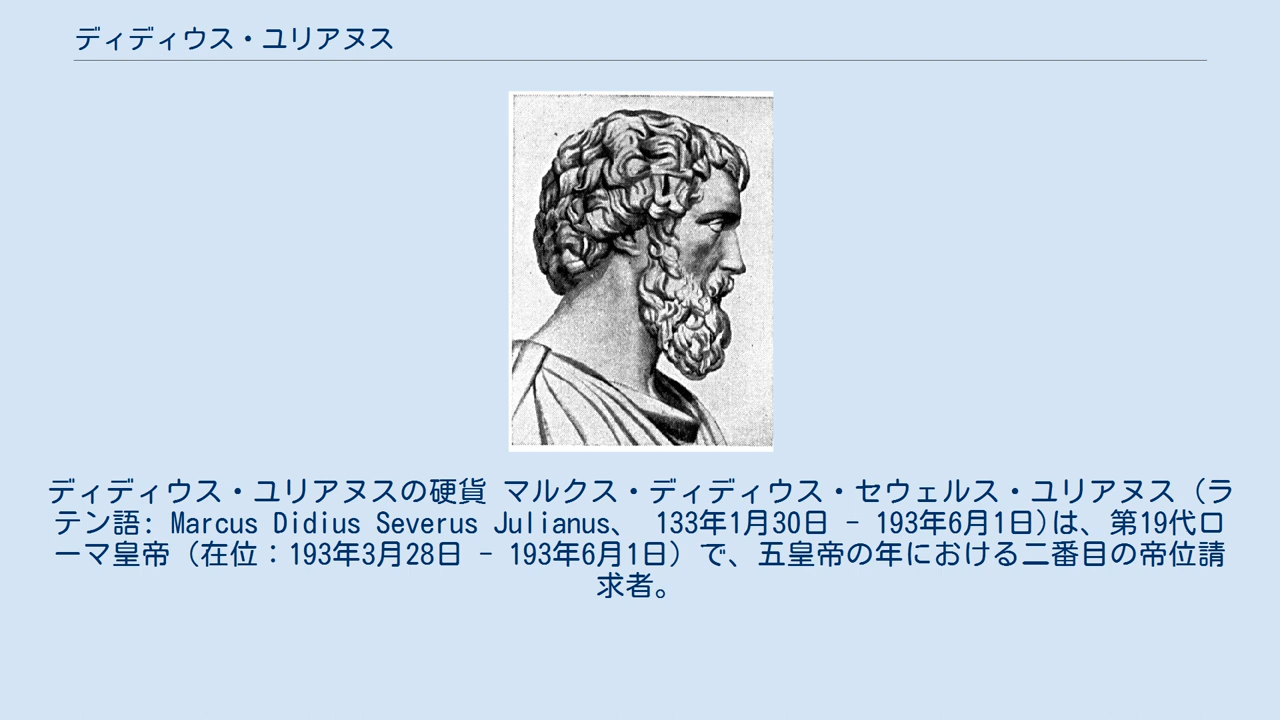 ディディウス・ユリアヌス
ディディウス・ユリアヌスの硬貨 マルクス・ディディウス・セウェルス・ユリアヌス（ラ
テン語: Marcus Didius Severus Julianus、 133年1月30日 - 193年6月1日)は、第19代ロ
ーマ皇帝（在位：193年3月28日 - 193年6月1日）で、五皇帝の年における二番目の帝位請
求者。